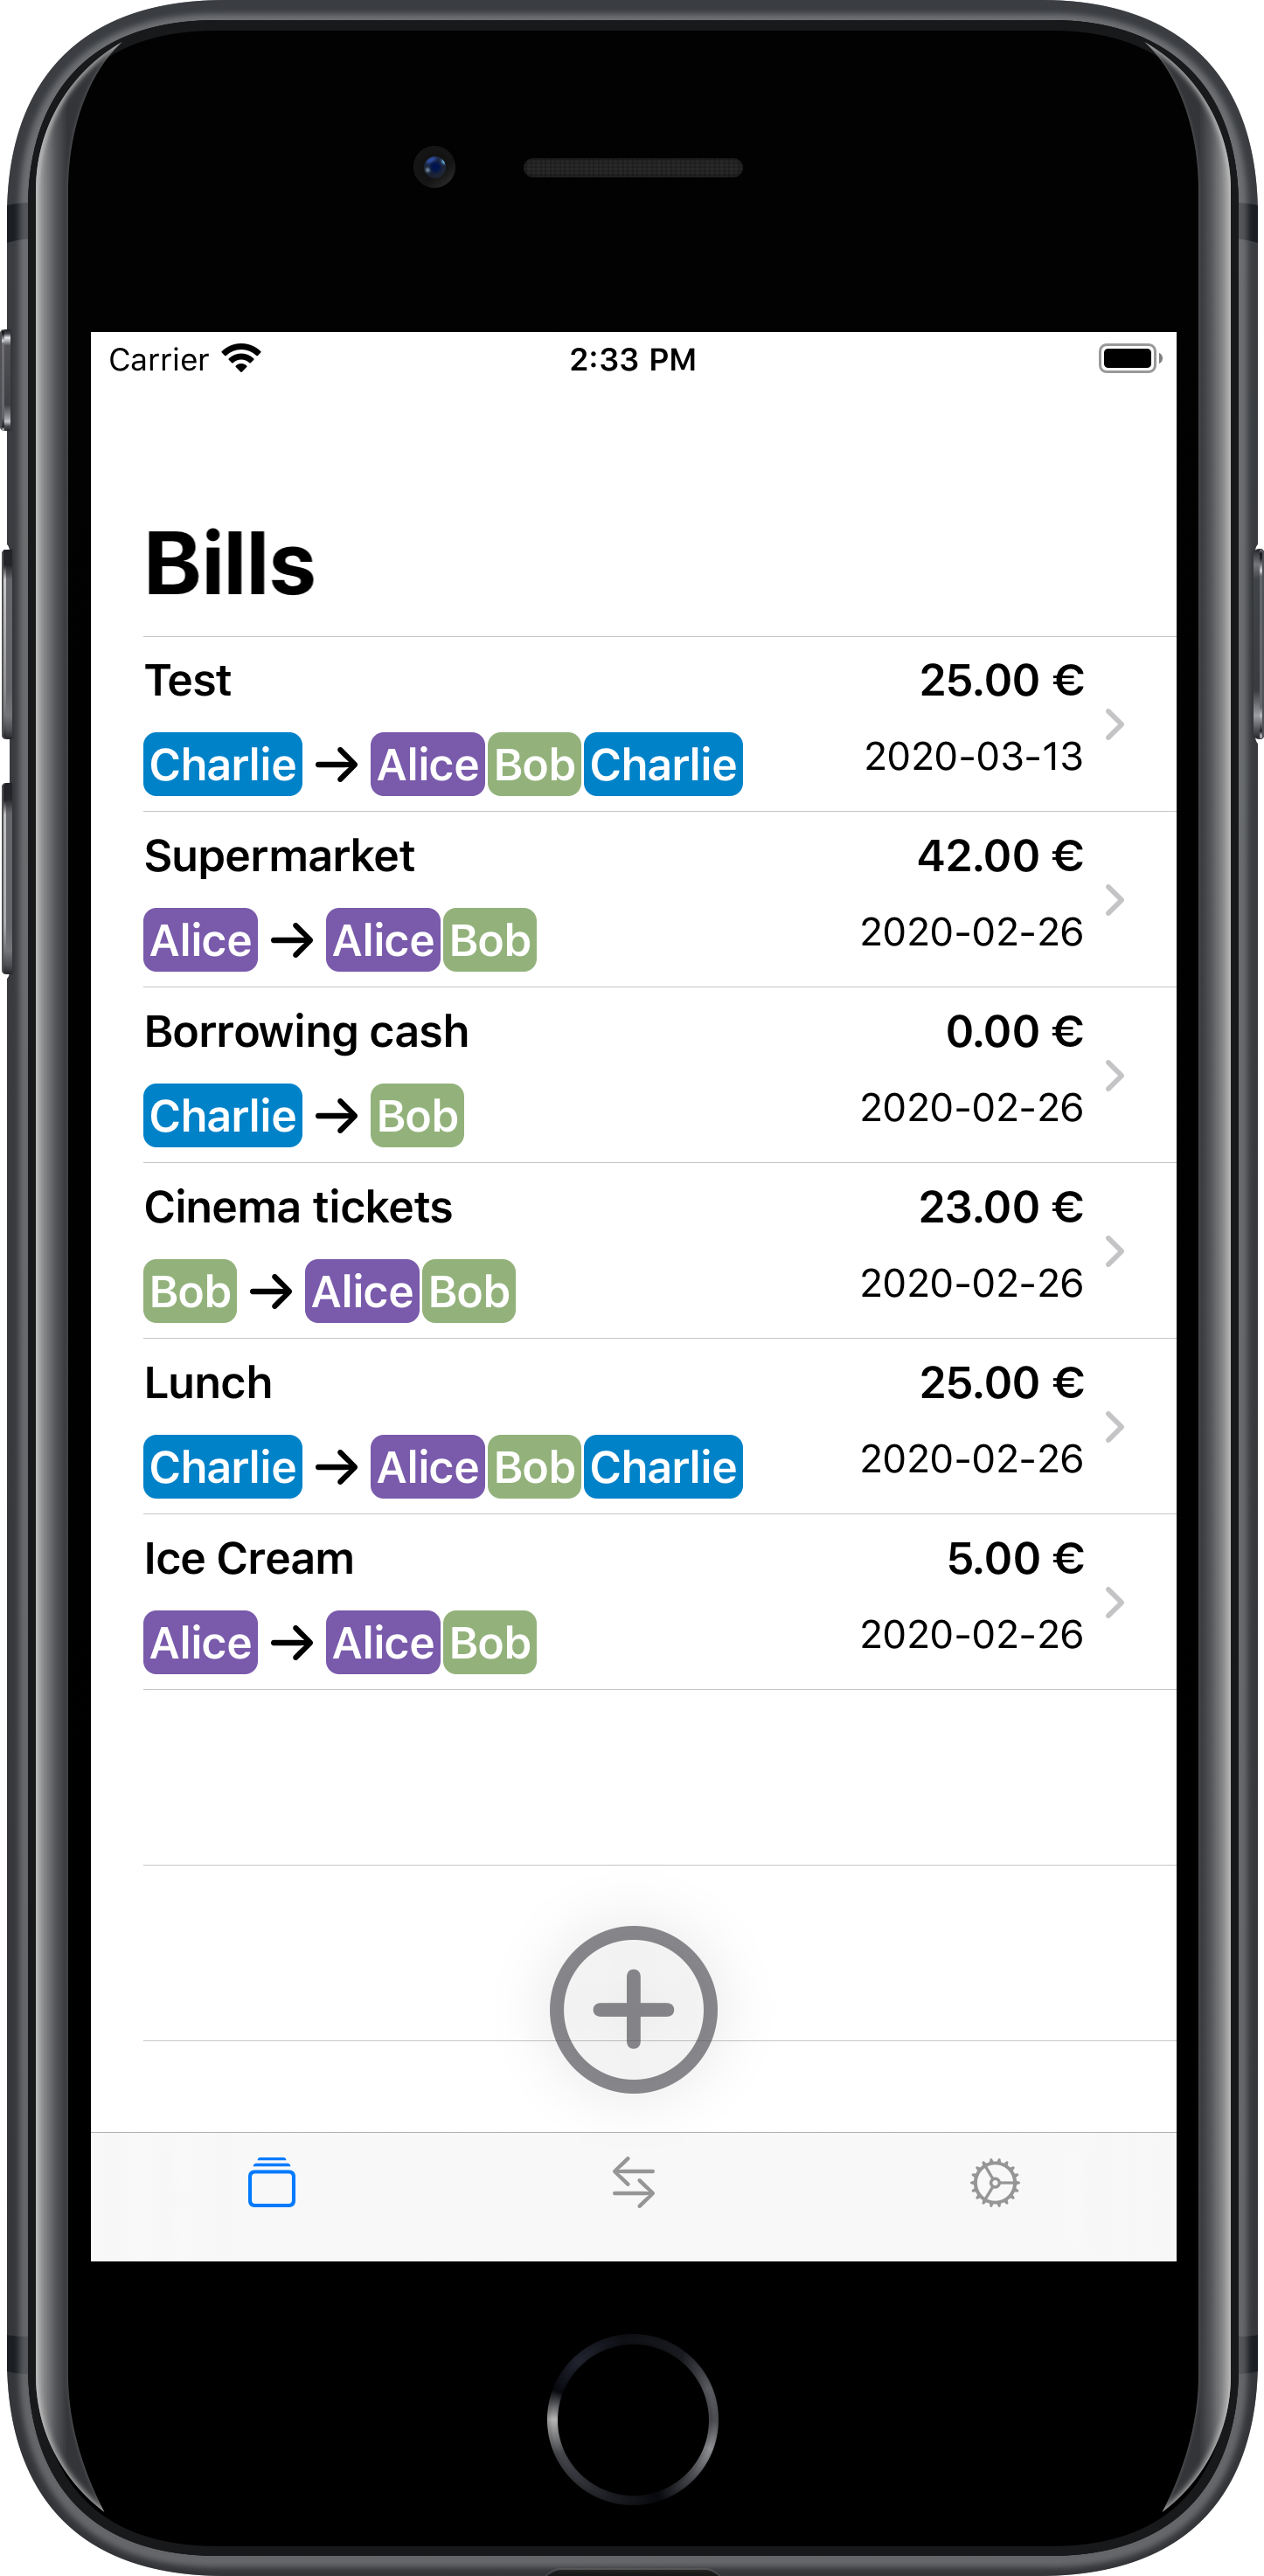 Carrier 2:33 PM
Bills
Test 25.00 €
Charlie → Alice Bob Charlie 2020-03-13
Supermarket 42.00 €
Alice → Alice Bob 2020-02-26
Borrowing cash 0.00 €
Charlie → Bob 2020-02-26
Cinema tickets 23.00 €
Bob → Alice Bob 2020-02-26
Lunch 25.00 €
Charlie → Alice Bob Charlie 2020-02-26
Ice Cream 5.00 €
Alice → Alice Bob 2020-02-26